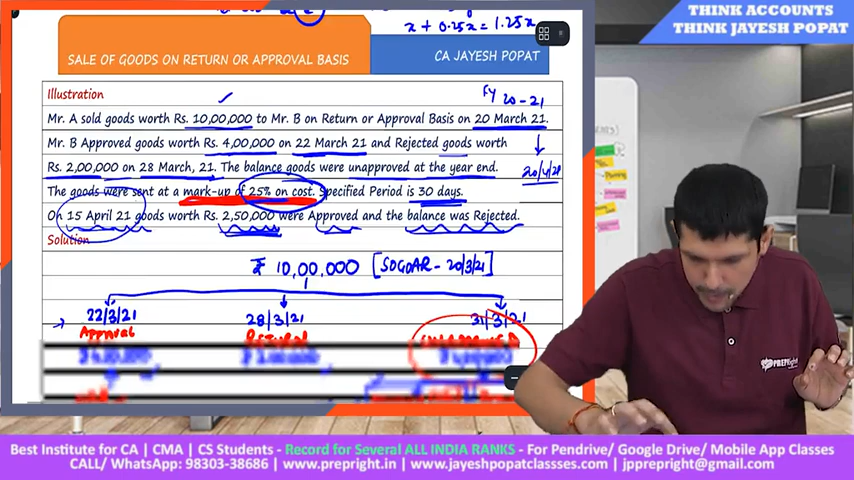 x + 0.25x = 1.25x
THINK ACCOUNTS
THINK JAYESH POPAT
SALE OF GOODS ON RETURN OR APPROVAL BASIS
CA JAYESH POPAT
Illustration
FY 20-21
Mr. A sold goods worth Rs. 10,00,000 to Mr. B on Return or Approval Basis on 20 March 21.
Mr. B Approved goods worth Rs. 4,00,000 on 22 March 21 and Rejected goods worth
Rs. 2,00,000 on 28 March, 21. The balance goods were unapproved at the year end.
20/4/21
The goods were sent at a mark-up of 25% on cost. Specified Period is 30 days.
On 15 April 21 goods worth Rs. 2,50,000 were Approved and the balance was Rejected.
Solution
₹ 10,00,000 [SOGOAR - 20/3/21]
22/3/21 28/3/21 31/3/21
Approval RETURN
PREPRight
Best Institute for CA | CMA | CS Students - Record for Several ALL INDIA RANKS - For Pendrive/ Google Drive/ Mobile App Classes
CALL/ WhatsApp: 98303-38686 | www.prepright.in | www.jayeshpopatclassses.com | jpprepright@gmail.com